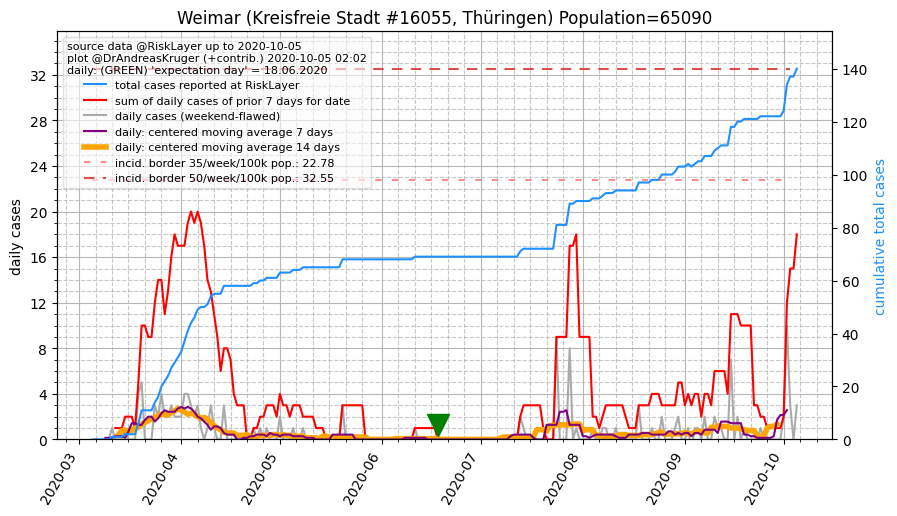 Weimar (Kreisfreie Stadt #16055, Thüringen) Population=65090
source data @RiskLayer up to 2020-10-05
plot @DrAndreasKruger (+contrib.) 2020-10-05 02:02
daily: (GREEN) 'expectation day' = 18.06.2020
total cases reported at RiskLayer
sum of daily cases of prior 7 days for date
daily cases (weekend-flawed)
daily: centered moving average 7 days
daily: centered moving average 14 days
incid. border 35/week/100k pop.: 22.78
incid. border 50/week/100k pop.: 32.55
daily cases
32
28
24
20
16
12
8
4
0
140
120
100
80
60
40
20
0
cumulative total cases
2020-03
2020-04
2020-05
2020-06
2020-07
2020-08
2020-09
2020-10